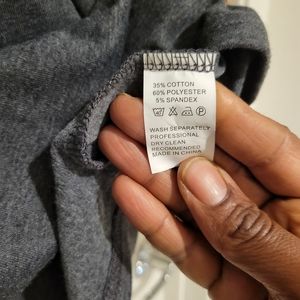 35% COTTON
60% POLYESTER
5% SPANDEX
WASH SEPARATELY
PROFESSIONAL
DRY CLEAN
RECOMMENDED
MADE IN CHINA